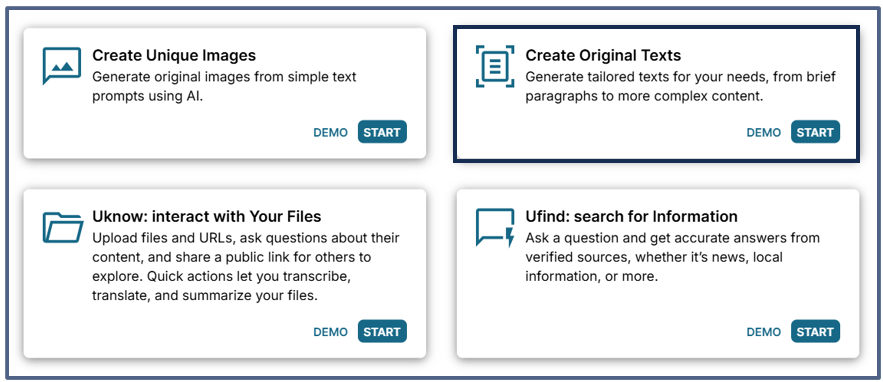 Create Unique Images
Generate original images from simple text
prompts using AI.
DEMO START
Create Original Texts
Generate tailored texts for your needs, from brief
paragraphs to more complex content.
DEMO START
Uknow: interact with Your Files
Upload files and URLs, ask questions about their
content, and share a public link for others to
explore. Quick actions let you transcribe,
translate, and summarize your files.
DEMO START
Ufind: search for Information
Ask a question and get accurate answers from
verified sources, whether it’s news, local
information, or more.
DEMO START